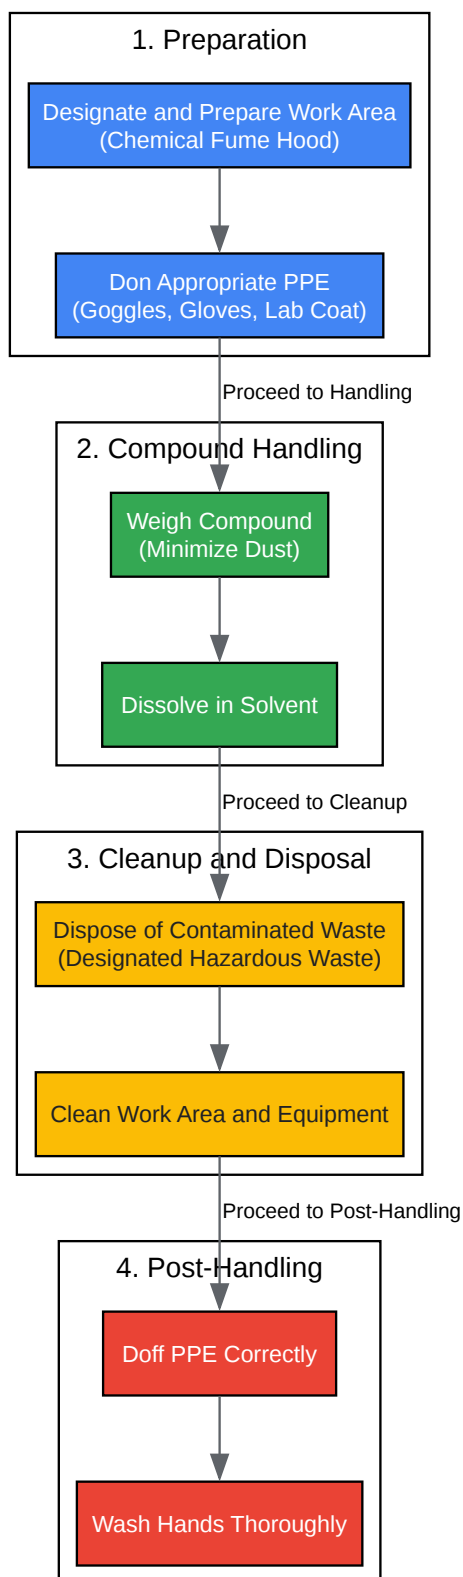 1. Preparation
Designate and Prepare Work Area
(Chemical Fume Hood)
Don Appropriate PPE
(Goggles, Gloves, Lab Coat)
Proceed to Handling
2. Compound Handling
Weigh Compound
(Minimize Dust)
Dissolve in Solvent
Proceed to Cleanup
3. Cleanup and Disposal
Dispose of Contaminated Waste
(Designated Hazardous Waste)
Clean Work Area and Equipment
Proceed to Post-Handling
4. Post-Handling
Doff PPE Correctly
Wash Hands Thoroughly